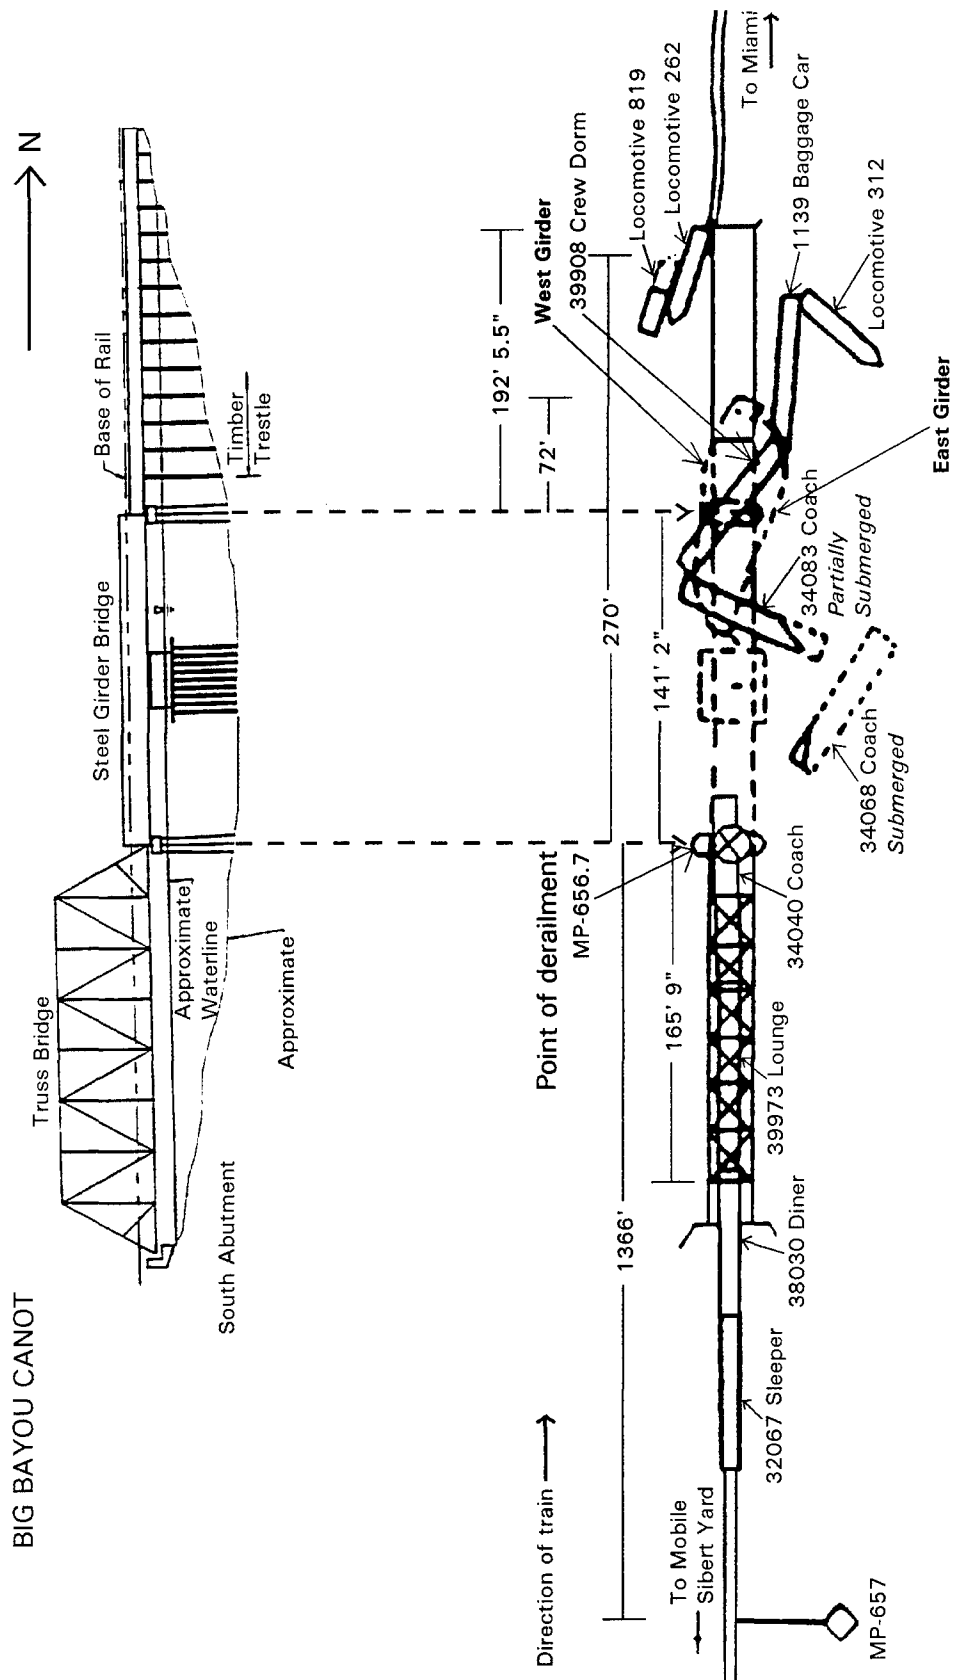 BIG BAYOU CANOT
N
Truss Bridge
Steel Girder Bridge
Base of Rail
South Abutment
Approximate
Waterline
Approximate
Timber
Trestle
Direction of train
Point of derailment
MP-656.7
1366'
165' 9"
141' 2"
270'
72'
192' 5.5"
West Girder
39908 Crew Dorm
Locomotive 819
Locomotive 262
To Miami
To Mobile
Sibert Yard
MP-657
32067 Sleeper
38030 Diner
39973 Lounge
34040 Coach
34068 Coach
Submerged
34083 Coach
Partially
Submerged
East Girder
1139 Baggage Car
Locomotive 312